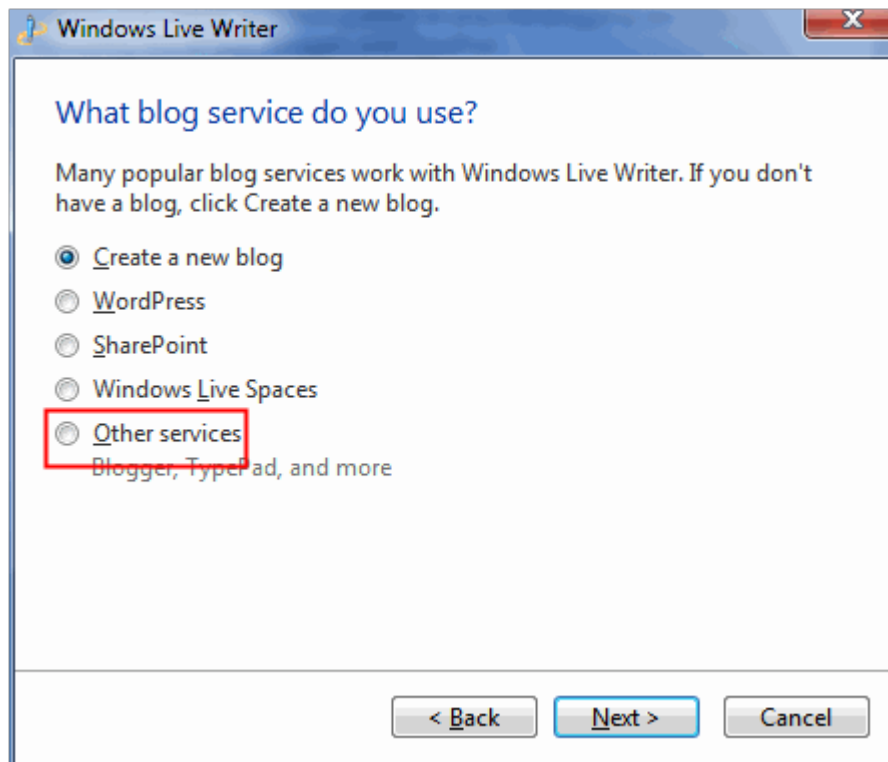 Windows Live Writer
What blog service do you use?
Many popular blog services work with Windows Live Writer. If you don't
have a blog, click Create a new blog.
Create a new blog
WordPress
SharePoint
Windows Live Spaces
Other services
Blogger, TypePad, and more
< Back Next > Cancel